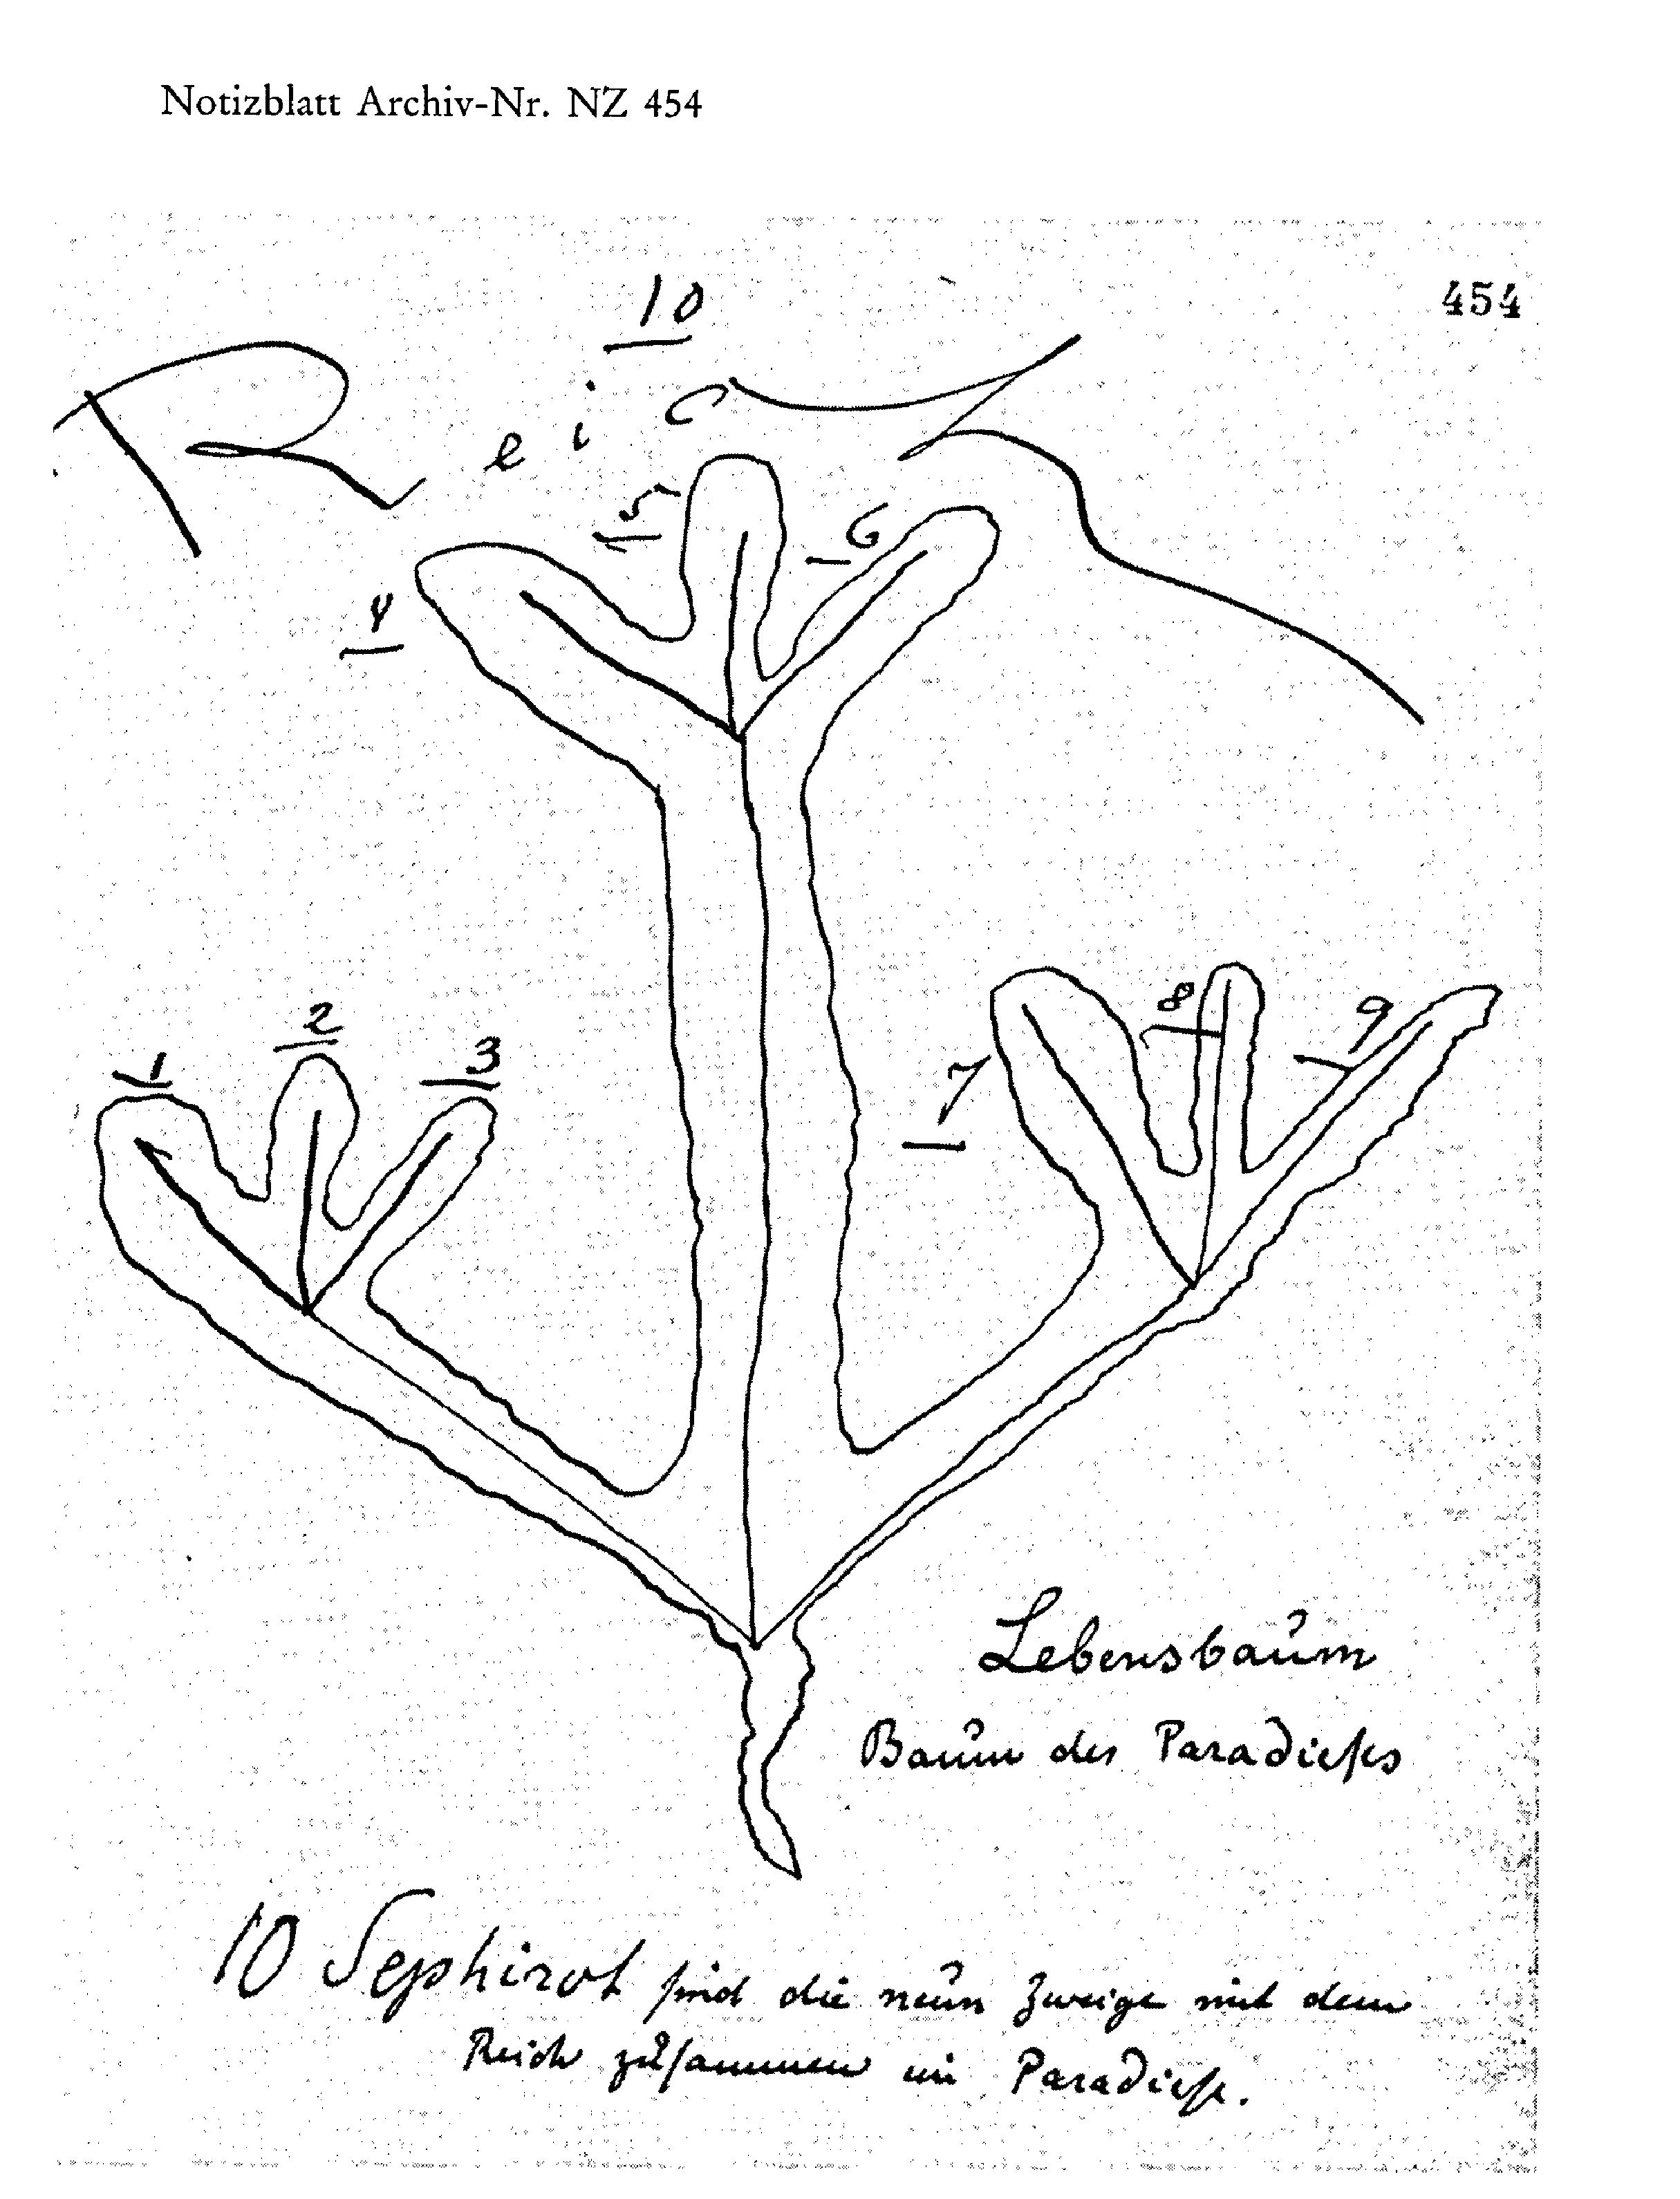 Notizblatt Archiv-Nr. NZ 454
454
10
Reich
5
6
4
8
9
2
7
3
1
Lebensbaum
Baum des Paradieses
10 Sephirot sind die neun Zweige mit dem
Reich zusammen im Paradiese.